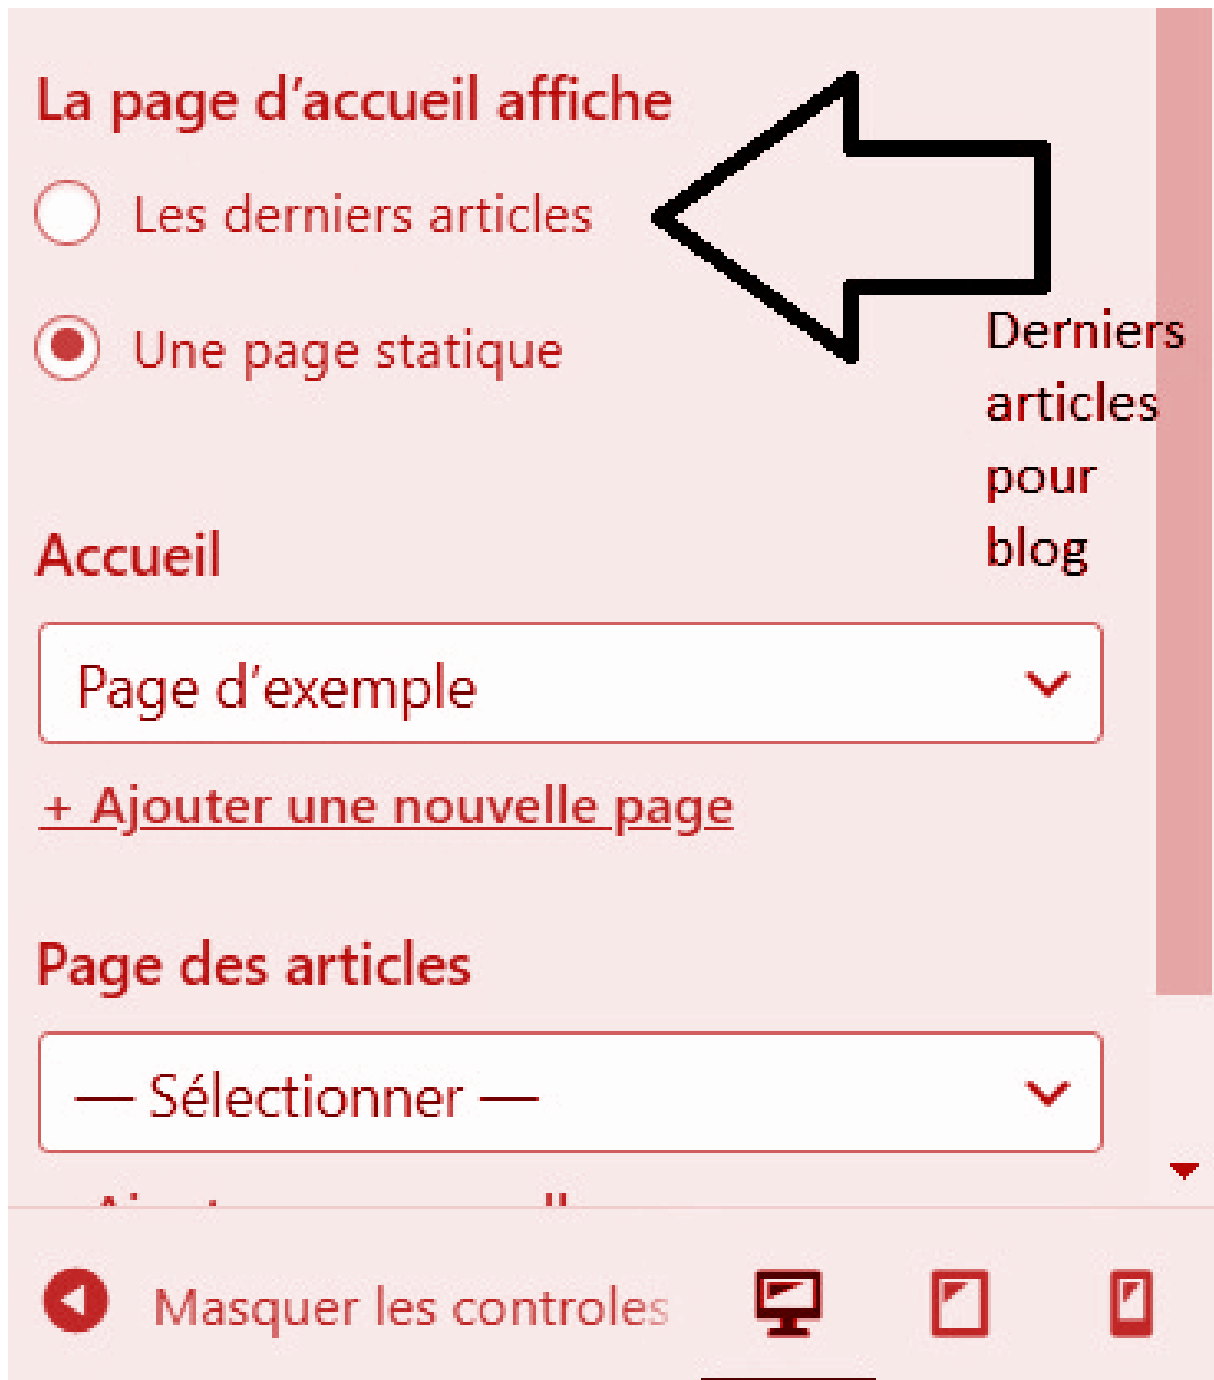 La page d’accueil affiche
Les derniers articles
Une page statique
Derniers
articles
pour
blog
Accueil
Page d’exemple
+ Ajouter une nouvelle page
Page des articles
— Sélectionner —
Masquer les controles